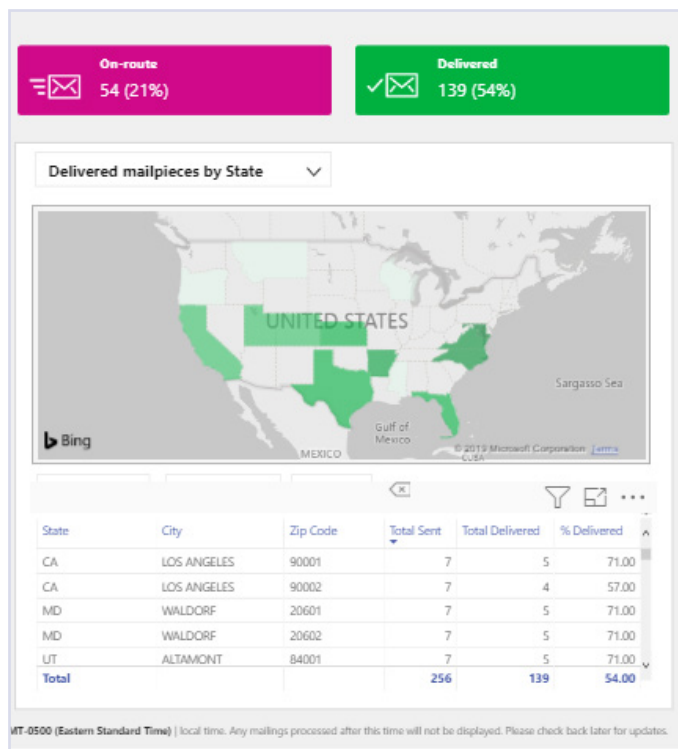 On-route
54 (21%)
Delivered
139 (54%)
Delivered mailpieces by State
UNITED STATES
Sargasso Sea
Gulf of
Mexico
Bing
MEXICO
© 2019 Microsoft Corporation Terms
CUBA
State City Zip Code Total Sent Total Delivered % Delivered
CA LOS ANGELES 90001 7 5 71.00
CA LOS ANGELES 90002 7 4 57.00
MD WALDORF 20601 7 5 71.00
MD WALDORF 20602 7 5 71.00
UT ALTAMONT 84001 7 5 71.00
Total 256 139 54.00
MT-0500 (Eastern Standard Time) | local time. Any mailings processed after this time will not be displayed. Please check back later for updates.